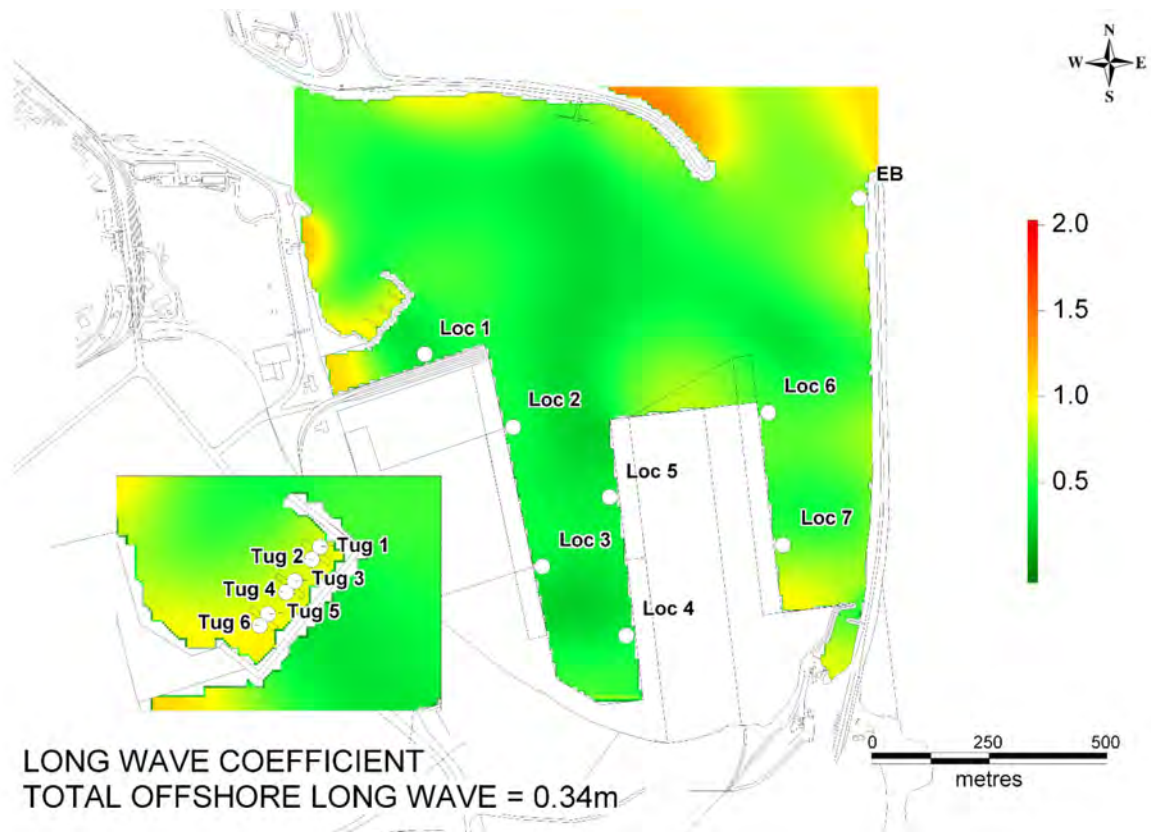 N
W E
S
EB
2.0
1.5
1.0
0.5
Loc 1
Loc 2
Loc 6
Loc 5
Loc 7
Loc 3
Loc 4
Tug 1
Tug 2
Tug 3
Tug 4
Tug 5
Tug 6
0 250 500
metres
LONG WAVE COEFFICIENT
TOTAL OFFSHORE LONG WAVE = 0.34m